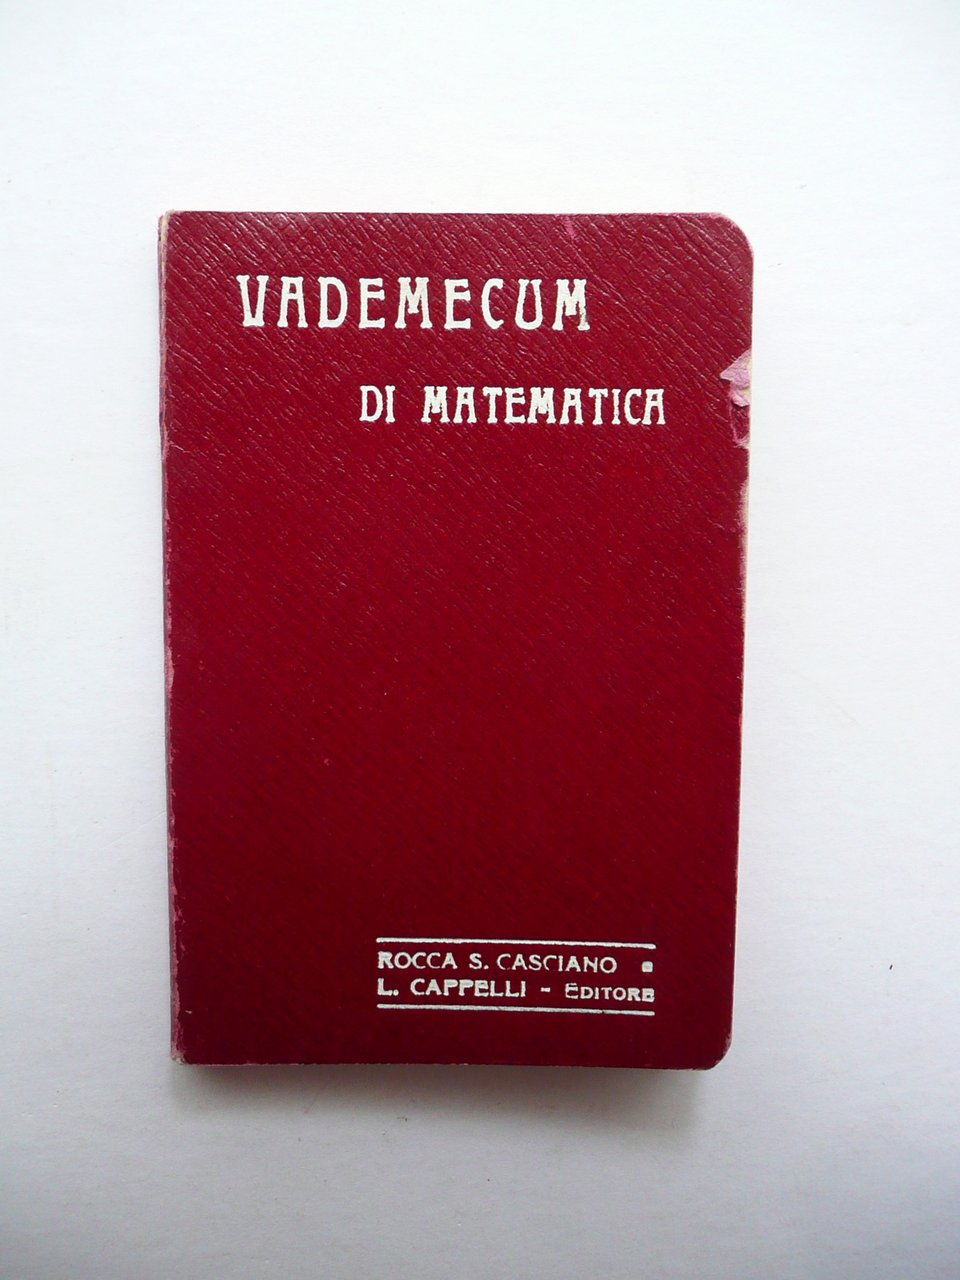 VADEMECUM
DI MATEMATICA
ROCCA S. CASCIANO
L. CAPPELLI - EDITORE